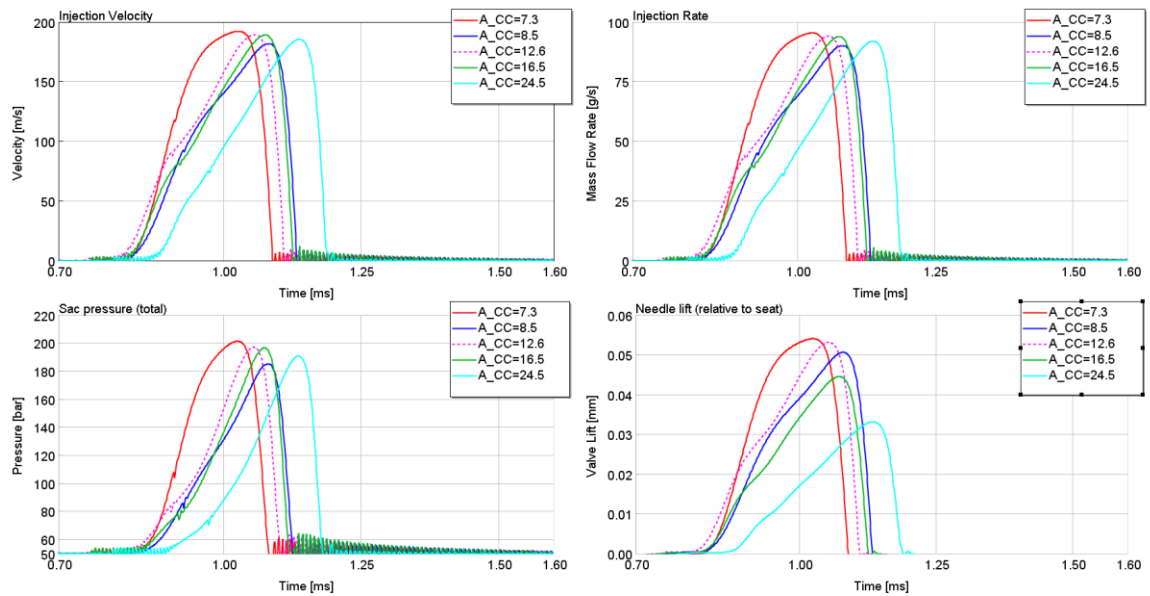 Injection Velocity
200
150
100
50
0
Velocity [m/s]
0.70
1.00
1.25
1.50
1.60
Time [ms]
A_CC=7.3
A_CC=8.5
A_CC=12.6
A_CC=16.5
A_CC=24.5
Injection Rate
100
75
50
25
0
Mass Flow Rate [g/s]
0.70
1.00
1.25
1.50
1.60
Time [ms]
A_CC=7.3
A_CC=8.5
A_CC=12.6
A_CC=16.5
A_CC=24.5
Sac pressure (total)
220
200
180
160
140
120
100
80
60
50
Pressure [bar]
0.70
1.00
1.25
1.50
1.60
Time [ms]
A_CC=7.3
A_CC=8.5
A_CC=12.6
A_CC=16.5
A_CC=24.5
Needle lift (relative to seat)
0.06
0.05
0.04
0.03
0.02
0.01
0.00
Valve Lift [mm]
0.70
1.00
1.25
1.50
1.60
Time [ms]
A_CC=7.3
A_CC=8.5
A_CC=12.6
A_CC=16.5
A_CC=24.5